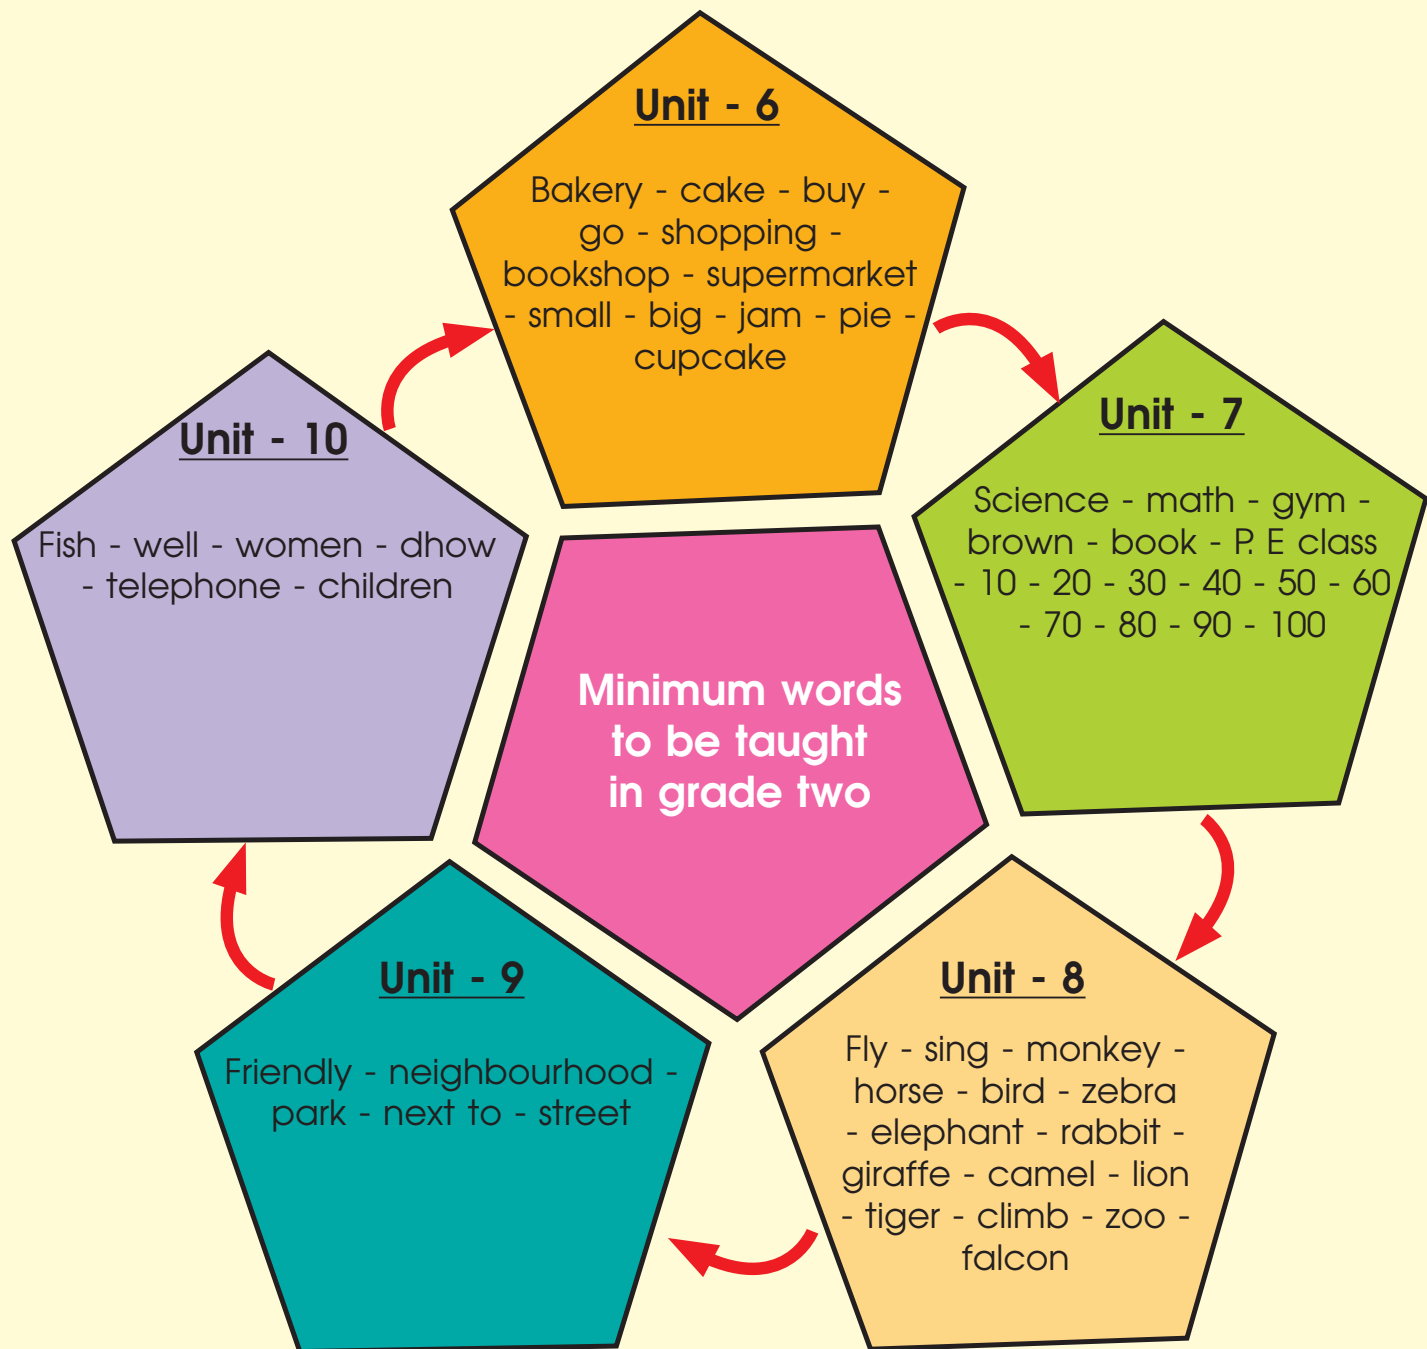 Unit - 6
Bakery - cake - buy -
go - shopping -
bookshop - supermarket
- small - big - jam - pie -
cupcake
Unit - 7
Science - math - gym -
brown - book - P. E class
- 10 - 20 - 30 - 40 - 50 - 60
- 70 - 80 - 90 - 100
Unit - 8
Fly - sing - monkey -
horse - bird - zebra
- elephant - rabbit -
giraffe - camel - lion
- tiger - climb - zoo -
falcon
Unit - 9
Friendly - neighbourhood -
park - next to - street
Unit - 10
Fish - well - women - dhow
- telephone - children
Minimum words
to be taught
in grade two